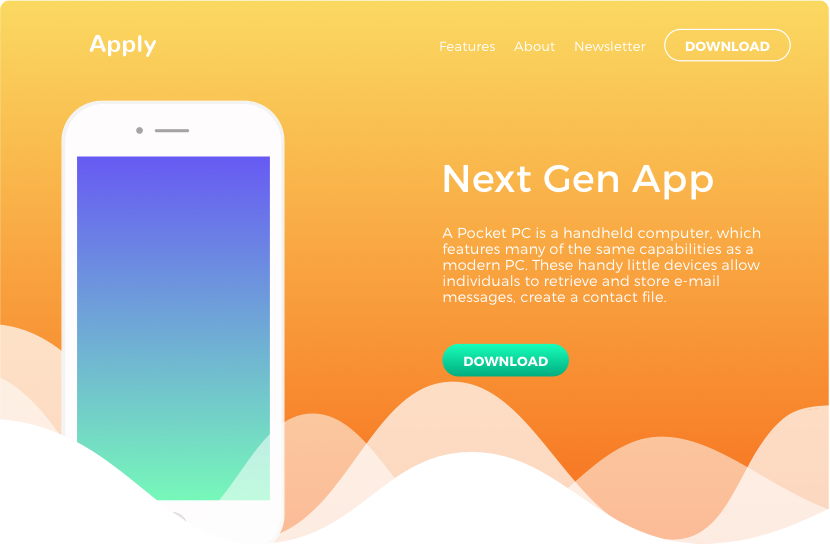 Apply
Features About Newsletter DOWNLOAD
Next Gen App
A Pocket PC is a handheld computer, which
features many of the same capabilities as a
modern PC. These handy little devices allow
individuals to retrieve and store e-mail
messages, create a contact file.
DOWNLOAD